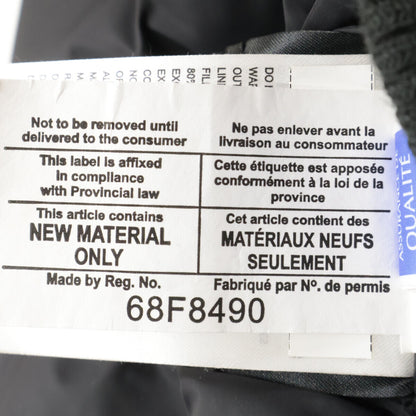 Not to be removed until
delivered to the consumer
Ne pas enlever avant la
livraison au consommateur
This label is affixed
in compliance
with Provincial law
Cette étiquette est apposée
conformément à la loi de la
province
This article contains
NEW MATERIAL
ONLY
Cet article contient des
MATÉRIAUX NEUFS
SEULEMENT
Made by Reg. No.
Fabriqué par Nº. de permis
68F8490
QUALITÉ